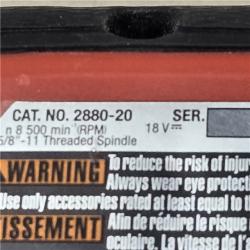 CAT. NO. 2880-20 SER.
n 8 500 min⁻¹ (RPM) 18 V
5/8"-11 Threaded Spindle
WARNING To reduce the risk of injur
Always wear eye protec
Use only accessories rated at least equal to t
ISSEMENT Afin de réduire le risque
oculaire. La vitesse d